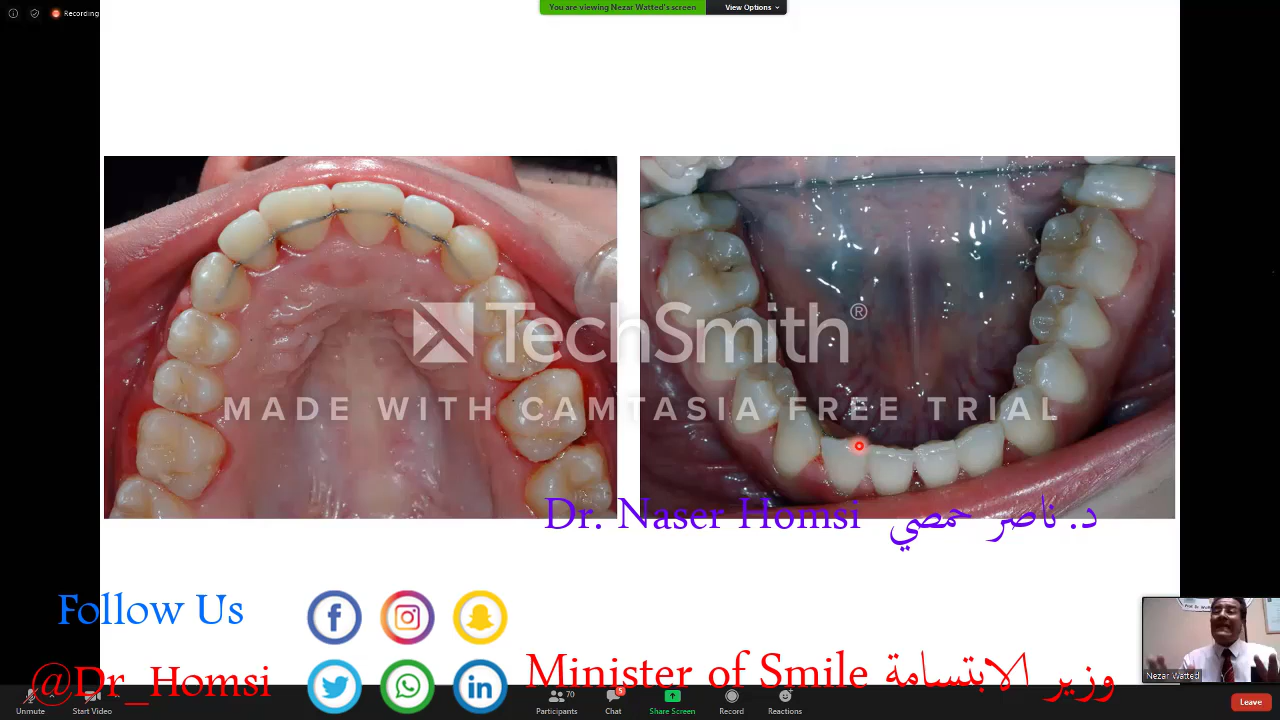 Recording
You are viewing Nezar Watted's screen
View Options
TechSmith®
MADE WITH CAMTASIA FREE TRIAL
Dr. Naser Homsi د. ناصر حمصي
Follow Us
@Dr_Homsi
Minister of Smile وزير الابتسامة
Nezar Watted
Unmute
Start Video
Participants 70
Chat 5
Share Screen
Record
Reactions
Leave